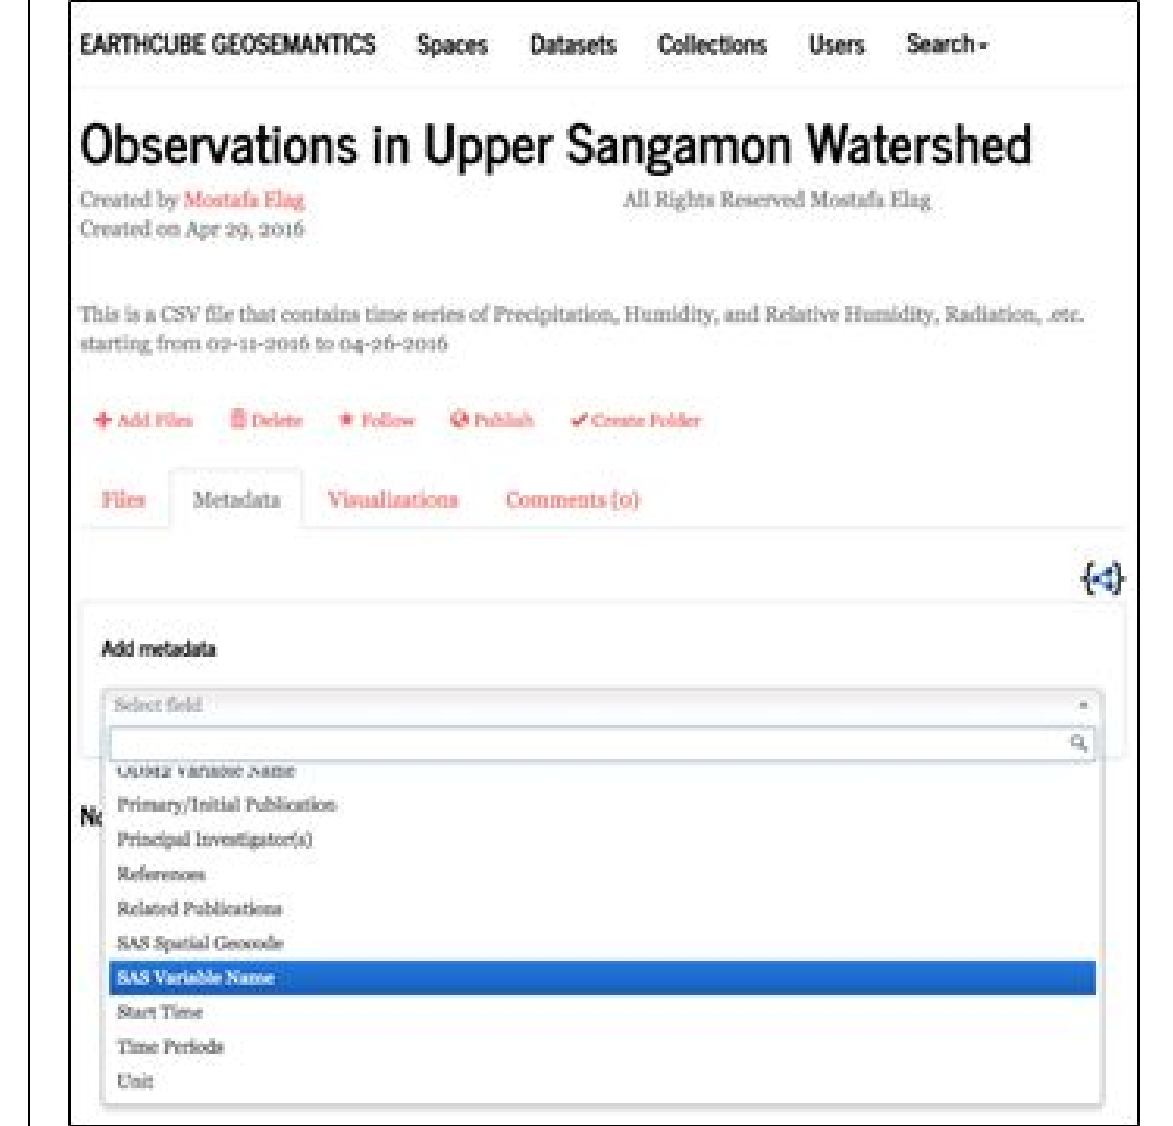 EARTHCUBE GEOSEMANTICS Spaces Datasets Collections Users Search
Observations in Upper Sangamon Watershed
Created by Mostafa Elag All Rights Reserved Mostafa Elag
Created on Apr 29, 2016
This is a CSV file that contains time series of Precipitation, Humidity, and Relative Humidity, Radiation, .etc.
starting from 02-11-2016 to 04-26-2016
Add Files Delete Follow Publish Create Folder
Files Metadata Visualizations Comments (0)
Add metadata
Select field
ODM2 Variable Name
No
Primary/Initial Publication
Principal Investigator(s)
References
Related Publications
SAS Spatial Geocode
SAS Variable Name
Start Time
Time Periods
Unit